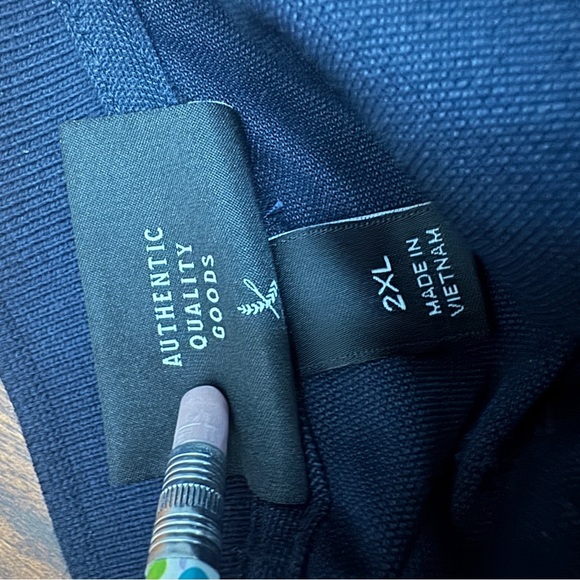 AUTHENTIC
QUALITY
GOODS
2XL
MADE IN
VIETNAM